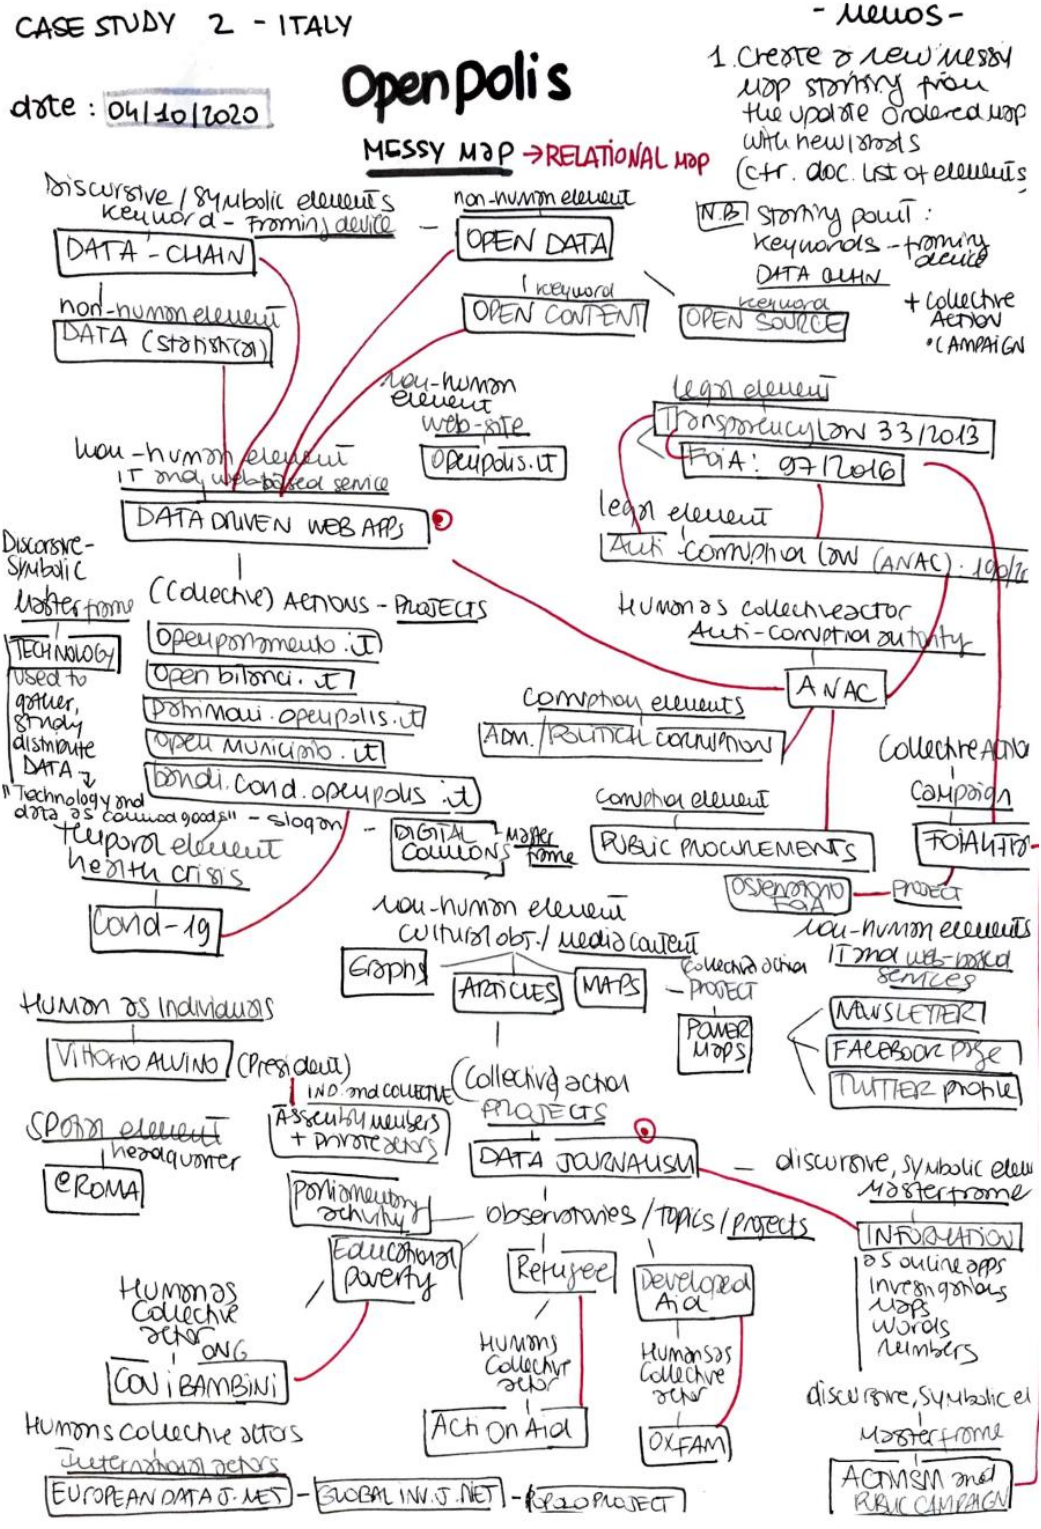 CASE STUDY 2 - ITALY
date : 04/10/2020
Openpolis
MESSY MAP → RELATIONAL MAP
- MEMOS -
1. Create a new messy
map starting from
the update ordered map
with new
(cfr. doc. List of elements
N.B. Starting point :
keywords - framing
device
DATA CHAIN
+ collective
ACTION
• CAMPAIGN
Discursive / Symbolic elements
keyword - Framing device
DATA - CHAIN
non-human element
OPEN DATA
keyword
OPEN CONTENT
keyword
OPEN SOURCE
non-human element
DATA (statistical)
non-human
element
web-site
openpolis.it
legal element
Transparency law 33/2013
FOIA: 97/2016
legal element
Anti-corruption law (ANAC)
non-human element
IT and web-based service
DATA DRIVEN WEB APPS
Discorsive-
Symbolic
Master frame
TECHNOLOGY
used to
gather,
study
distribute
DATA
"Technology and
data as common goods" - slogan
(Collective) ACTIONS - PROJECTS
openparlamento.it
open bilanci.it
patrimoni.openpolis.it
open municipio.it
bandi.covid.openpolis.it
DIGITAL
COMMONS
Master
frame
Human as collective actor
Anti-corruption autority
ANAC
corruption elements
ADM./POLITICAL CORRUPTION
corruption element
PUBLIC PROCUREMENTS
Collective Actio
campaign
FOIA4
PROJECT
Osservatorio
FOIA
temporal element
health crisis
Covid-19
non-human element
cultural obj./media content
Graphs
ARTICLES
MAPS
collective action
PROJECT
POWER
MAPS
non-human elements
IT and web-based
services
NEWSLETTER
FACEBOOK page
TWITTER profile
Human as individuals
VITTORIO ALVINO (President)
IND. and COLLECTIVE
Assembly members
+ private actors
Spatial element
headquarter
@ROMA
(Collective) action
PROJECTS
DATA JOURNALISM
discursive, symbolic elem
Masterframe
INFORMATION
as online apps
investigations
maps
words
numbers
parliamentary
activity
observatories / topics / projects
Educational
poverty
Refugee
Developed
Aid
Human as
Collective
actor
ONG
CON i BAMBINI
Humans
Collective
actor
Action Aid
Humans as
Collective
actor
OXFAM
discursive, Symbolic el
Masterframe
ACTIVISM and
PUBLIC CAMPAIGN
Humans collective actors
International actors
EUROPEAN DATA J. NET - GLOBAL INV. J. NET - POPOLO PROJECT